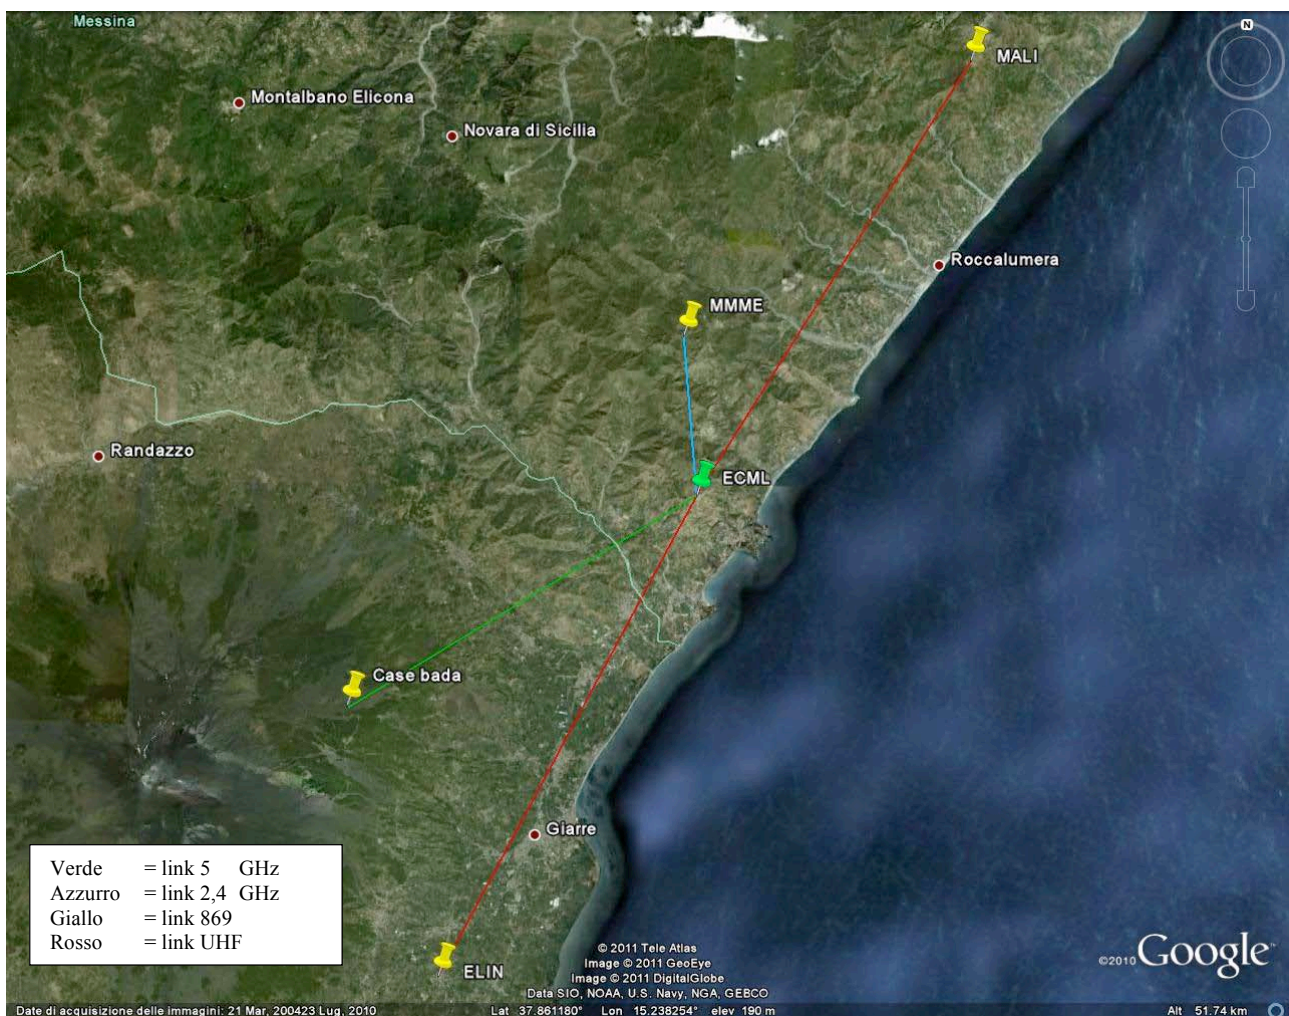 Messina
MALI
Montalbano Elicona
Novara di Sicilia
Roccalumera
MMME
Randazzo
ECML
Case bada
Giarre
Verde = link 5 GHz
Azzurro = link 2,4 GHz
Giallo = link 869
Rosso = link UHF
ELIN
© 2011 Tele Atlas
Image © 2011 GeoEye
Image © 2011 DigitalGlobe
Data SIO, NOAA, U.S. Navy, NGA, GEBCO
©2010 Google™
Date di acquisizione delle immagini: 21 Mar, 200423 Lug, 2010 Lat 37.861180° Lon 15.238254° elev 190 m Alt 51.74 km
N